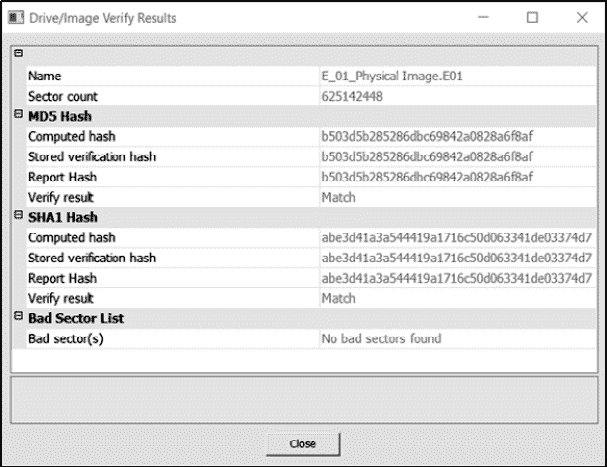 Drive/Image Verify Results
Name E_01_Physical Image.E01
Sector count 625142448
MD5 Hash
Computed hash b503d5b285286dbc69842a0828a6f8af
Stored verification hash b503d5b285286dbc69842a0828a6f8af
Report Hash b503d5b285286dbc69842a0828a6f8af
Verify result Match
SHA1 Hash
Computed hash abe3d41a3a544419a1716c50d063341de03374d7
Stored verification hash abe3d41a3a544419a1716c50d063341de03374d7
Report Hash abe3d41a3a544419a1716c50d063341de03374d7
Verify result Match
Bad Sector List
Bad sector(s) No bad sectors found
Close